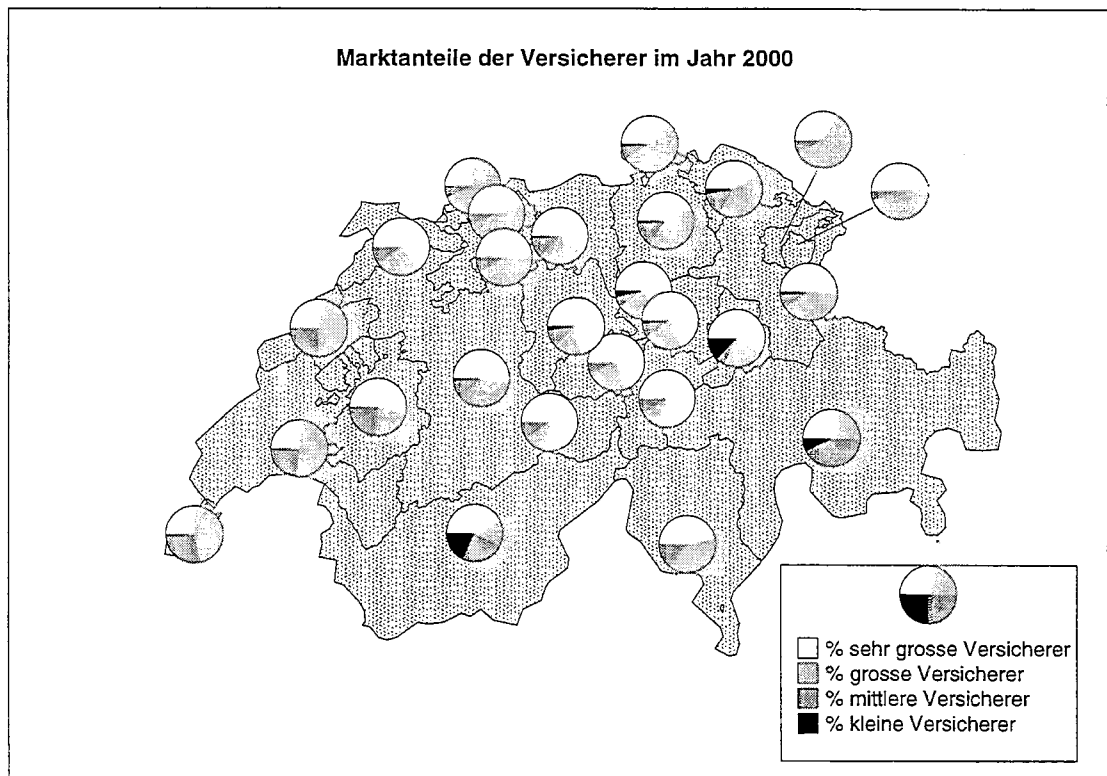 Marktanteile der Versicherer im Jahr 2000
% sehr grosse Versicherer
% grosse Versicherer
% mittlere Versicherer
% kleine Versicherer